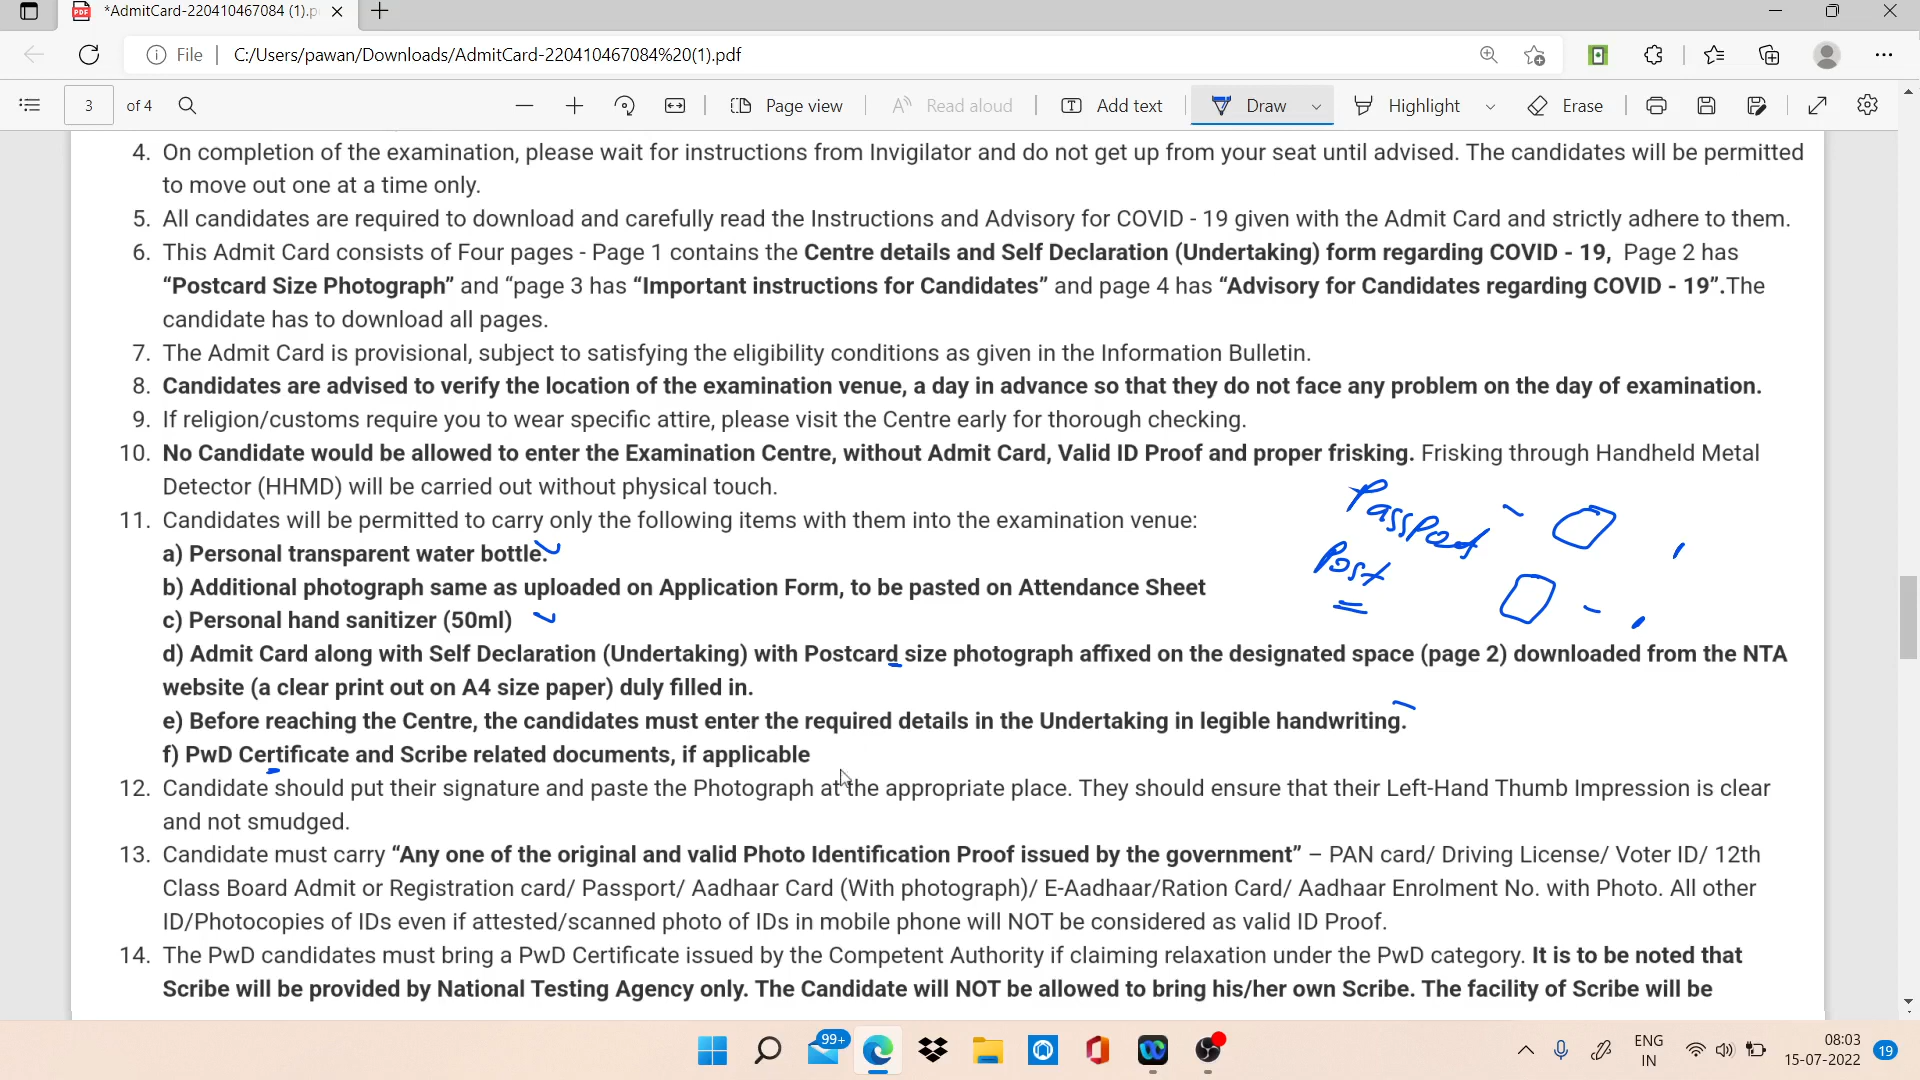 *AdmitCard-220410467084 (1).p
File | C:/Users/pawan/Downloads/AdmitCard-220410467084%20(1).pdf
3 of 4 Page view Read aloud Add text Draw Highlight Erase
4. On completion of the examination, please wait for instructions from Invigilator and do not get up from your seat until advised. The candidates will be permitted
to move out one at a time only.
5. All candidates are required to download and carefully read the Instructions and Advisory for COVID - 19 given with the Admit Card and strictly adhere to them.
6. This Admit Card consists of Four pages - Page 1 contains the Centre details and Self Declaration (Undertaking) form regarding COVID - 19, Page 2 has
“Postcard Size Photograph” and “page 3 has “Important instructions for Candidates” and page 4 has “Advisory for Candidates regarding COVID - 19”.The
candidate has to download all pages.
7. The Admit Card is provisional, subject to satisfying the eligibility conditions as given in the Information Bulletin.
8. Candidates are advised to verify the location of the examination venue, a day in advance so that they do not face any problem on the day of examination.
9. If religion/customs require you to wear specific attire, please visit the Centre early for thorough checking.
10. No Candidate would be allowed to enter the Examination Centre, without Admit Card, Valid ID Proof and proper frisking. Frisking through Handheld Metal
Detector (HHMD) will be carried out without physical touch.
Passport
11. Candidates will be permitted to carry only the following items with them into the examination venue:
a) Personal transparent water bottle.
Post
b) Additional photograph same as uploaded on Application Form, to be pasted on Attendance Sheet
c) Personal hand sanitizer (50ml)
d) Admit Card along with Self Declaration (Undertaking) with Postcard size photograph affixed on the designated space (page 2) downloaded from the NTA
website (a clear print out on A4 size paper) duly filled in.
e) Before reaching the Centre, the candidates must enter the required details in the Undertaking in legible handwriting.
f) PwD Certificate and Scribe related documents, if applicable
12. Candidate should put their signature and paste the Photograph at the appropriate place. They should ensure that their Left-Hand Thumb Impression is clear
and not smudged.
13. Candidate must carry “Any one of the original and valid Photo Identification Proof issued by the government” – PAN card/ Driving License/ Voter ID/ 12th
Class Board Admit or Registration card/ Passport/ Aadhaar Card (With photograph)/ E-Aadhaar/Ration Card/ Aadhaar Enrolment No. with Photo. All other
ID/Photocopies of IDs even if attested/scanned photo of IDs in mobile phone will NOT be considered as valid ID Proof.
14. The PwD candidates must bring a PwD Certificate issued by the Competent Authority if claiming relaxation under the PwD category. It is to be noted that
Scribe will be provided by National Testing Agency only. The Candidate will NOT be allowed to bring his/her own Scribe. The facility of Scribe will be
99+
ENG
IN
08:03
15-07-2022
19